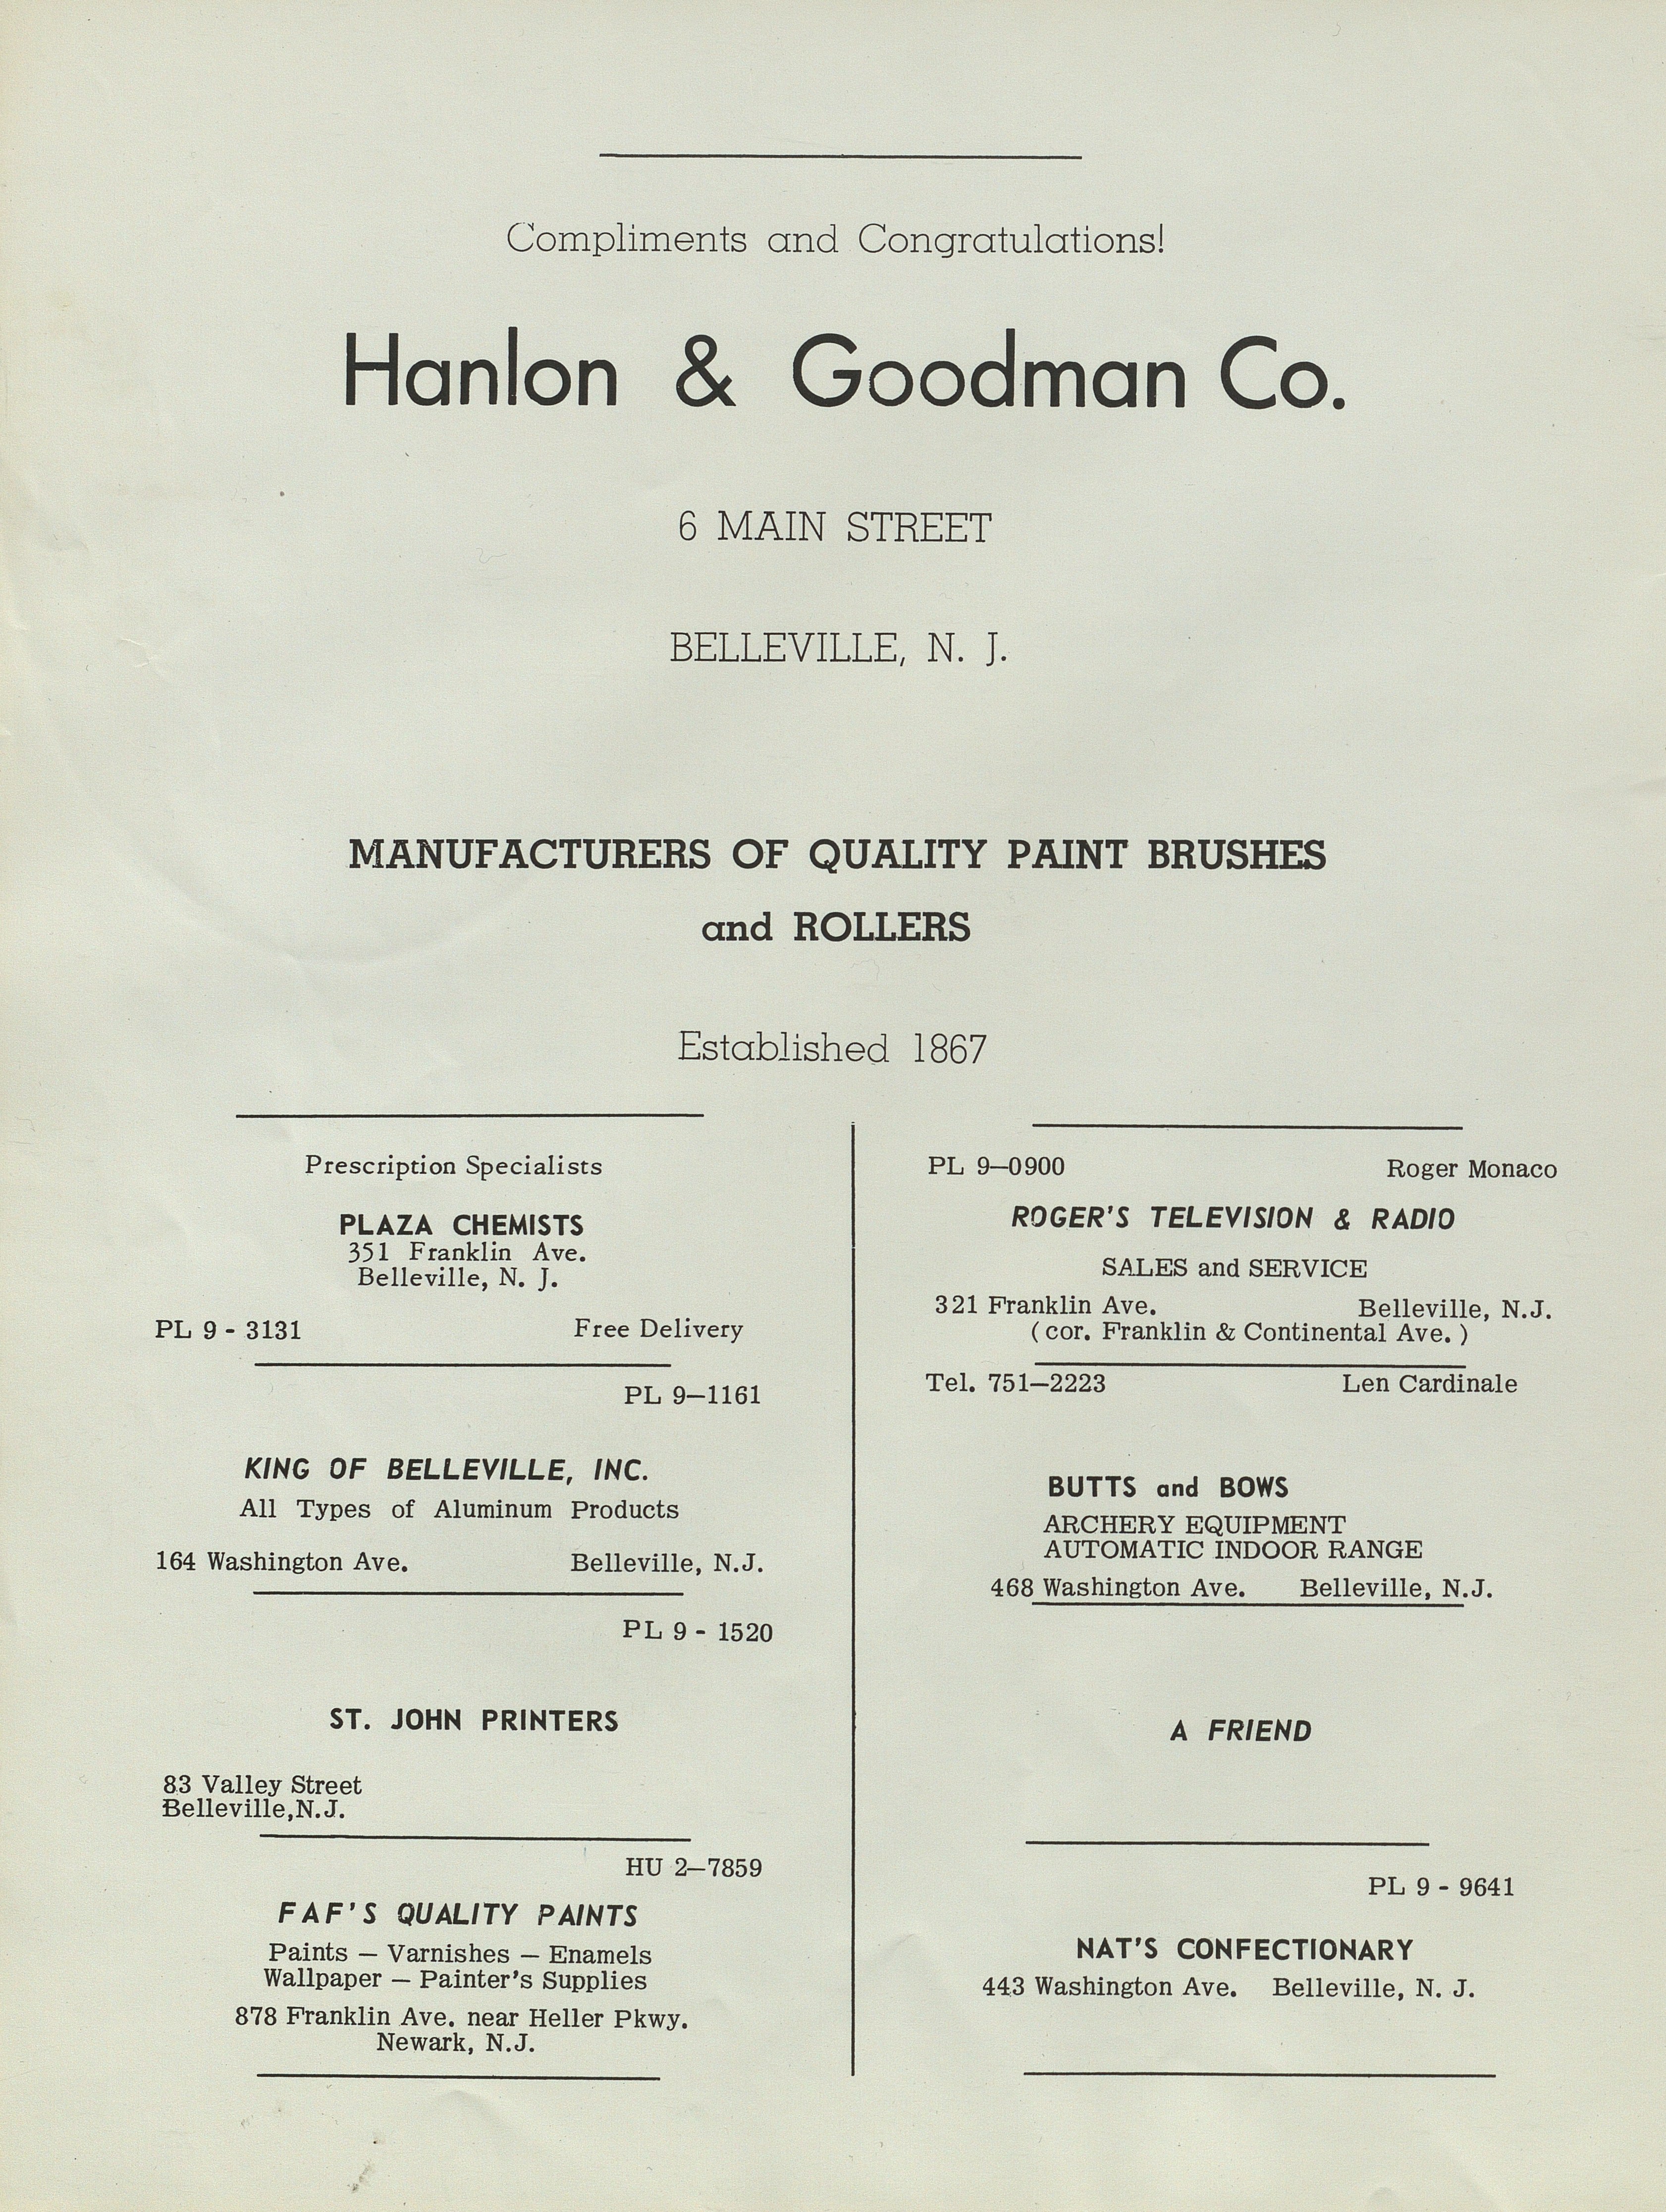 Compliments and Congratulations!
Hanlon & Goodman Co.
6 MAIN STREET
BELLEVILLE, N. J.
MANUFACTURERS OF QUALITY PAINT BRUSHES
and ROLLERS
Established 1867
Prescription Specialists
PLAZA CHEMISTS
351 Franklin Ave.
Belleville, N. J.
PL 9 - 3131 Free Delivery
PL 9—1161
KING OF BELLEVILLE, INC.
All Types of Aluminum Products
164 Washington Ave. Belleville, N.J.
PL 9 - 1520
ST. JOHN PRINTERS
83 Valley Street
Belleville,N.J.
HU 2—7859
FAF'S QUALITY PAINTS
Paints — Varnishes — Enamels
Wallpaper — Painter's Supplies
878 Franklin Ave. near Heller Pkwy.
Newark, N.J.
PL 9—0900 Roger Monaco
ROGER'S TELEVISION & RADIO
SALES and SERVICE
321 Franklin Ave. Belleville, N.J.
(cor. Franklin & Continental Ave.)
Tel. 751—2223 Len Cardinale
BUTTS and BOWS
ARCHERY EQUIPMENT
AUTOMATIC INDOOR RANGE
468 Washington Ave. Belleville, N.J.
A FRIEND
PL 9 - 9641
NAT'S CONFECTIONARY
443 Washington Ave. Belleville, N. J.